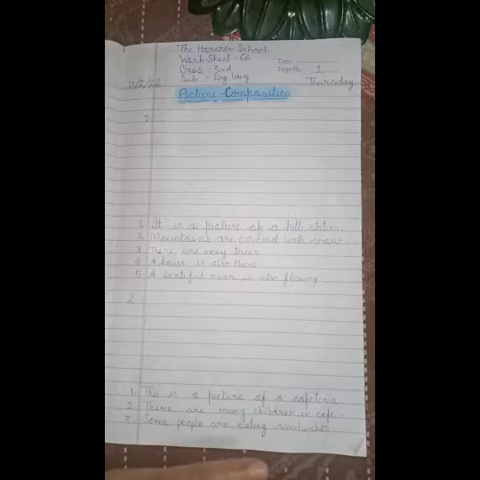 The Horizon School
Work Sheet - 66
Class - 3rd
Sub - Eng Lang
Date
Page No. 1
Thursday
Picture - Composition
1
1 It is a picture of a hill station.
2 Mountains are covered with snow.
3 There are many trees
4 A house is also there.
5 A beatiful river is also flowing
2
1. This is a picture of a cafeteria
2 There are many children in cafe
3 Some people are eating sandwiches.